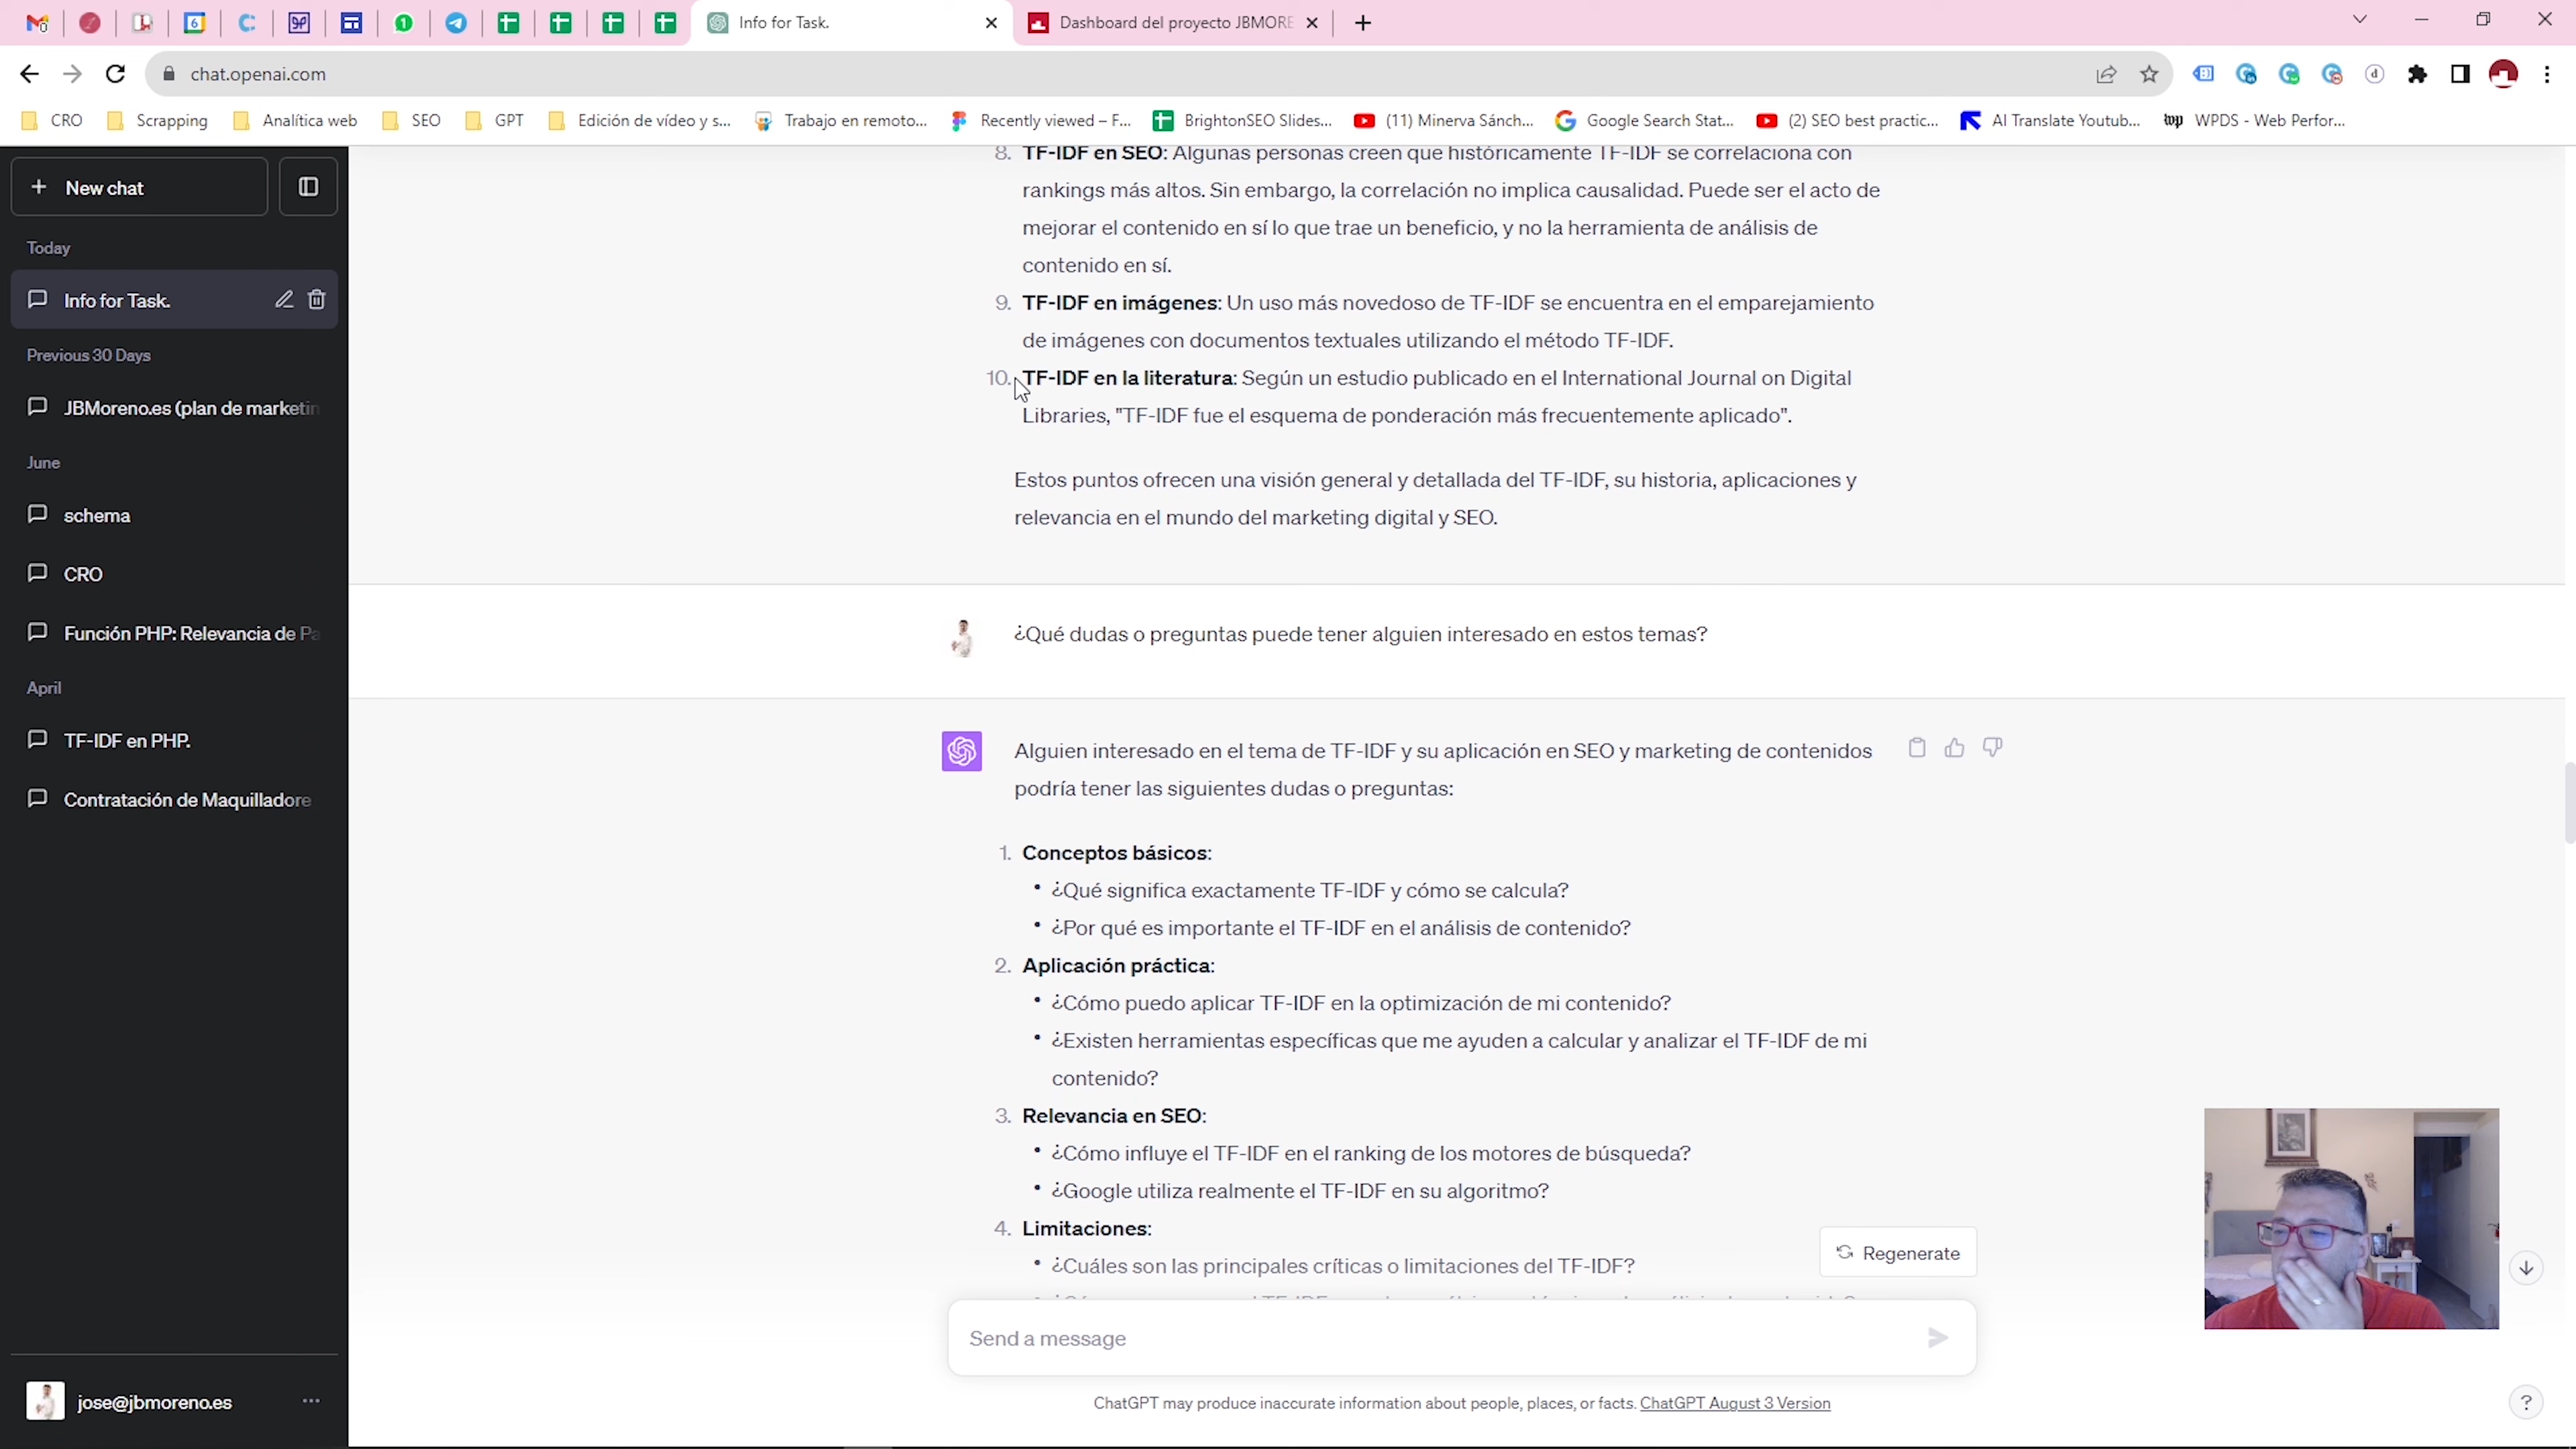 Info for Task.
Dashboard del proyecto JBMORE
chat.openai.com
CRO
Scrapping
Analítica web
SEO
GPT
Edición de vídeo y s...
Trabajo en remoto...
Recently viewed – F...
BrightonSEO Slides...
(11) Minerva Sánch...
Google Search Stat...
(2) SEO best practic...
AI Translate Youtub...
WPDS - Web Perfor...
New chat
Today
Info for Task.
Previous 30 Days
JBMoreno.es (plan de marketin
June
schema
CRO
Función PHP: Relevancia de Pa
April
TF-IDF en PHP.
Contratación de Maquilladore
jose@jbmoreno.es
8. TF-IDF en SEO: Algunas personas creen que históricamente TF-IDF se correlaciona con
rankings más altos. Sin embargo, la correlación no implica causalidad. Puede ser el acto de
mejorar el contenido en sí lo que trae un beneficio, y no la herramienta de análisis de
contenido en sí.
9. TF-IDF en imágenes: Un uso más novedoso de TF-IDF se encuentra en el emparejamiento
de imágenes con documentos textuales utilizando el método TF-IDF.
10. TF-IDF en la literatura: Según un estudio publicado en el International Journal on Digital
Libraries, "TF-IDF fue el esquema de ponderación más frecuentemente aplicado".
Estos puntos ofrecen una visión general y detallada del TF-IDF, su historia, aplicaciones y
relevancia en el mundo del marketing digital y SEO.
¿Qué dudas o preguntas puede tener alguien interesado en estos temas?
Alguien interesado en el tema de TF-IDF y su aplicación en SEO y marketing de contenidos
podría tener las siguientes dudas o preguntas:
1. Conceptos básicos:
• ¿Qué significa exactamente TF-IDF y cómo se calcula?
• ¿Por qué es importante el TF-IDF en el análisis de contenido?
2. Aplicación práctica:
• ¿Cómo puedo aplicar TF-IDF en la optimización de mi contenido?
• ¿Existen herramientas específicas que me ayuden a calcular y analizar el TF-IDF de mi
contenido?
3. Relevancia en SEO:
• ¿Cómo influye el TF-IDF en el ranking de los motores de búsqueda?
• ¿Google utiliza realmente el TF-IDF en su algoritmo?
4. Limitaciones:
• ¿Cuáles son las principales críticas o limitaciones del TF-IDF?
Regenerate
Send a message
ChatGPT may produce inaccurate information about people, places, or facts. ChatGPT August 3 Version